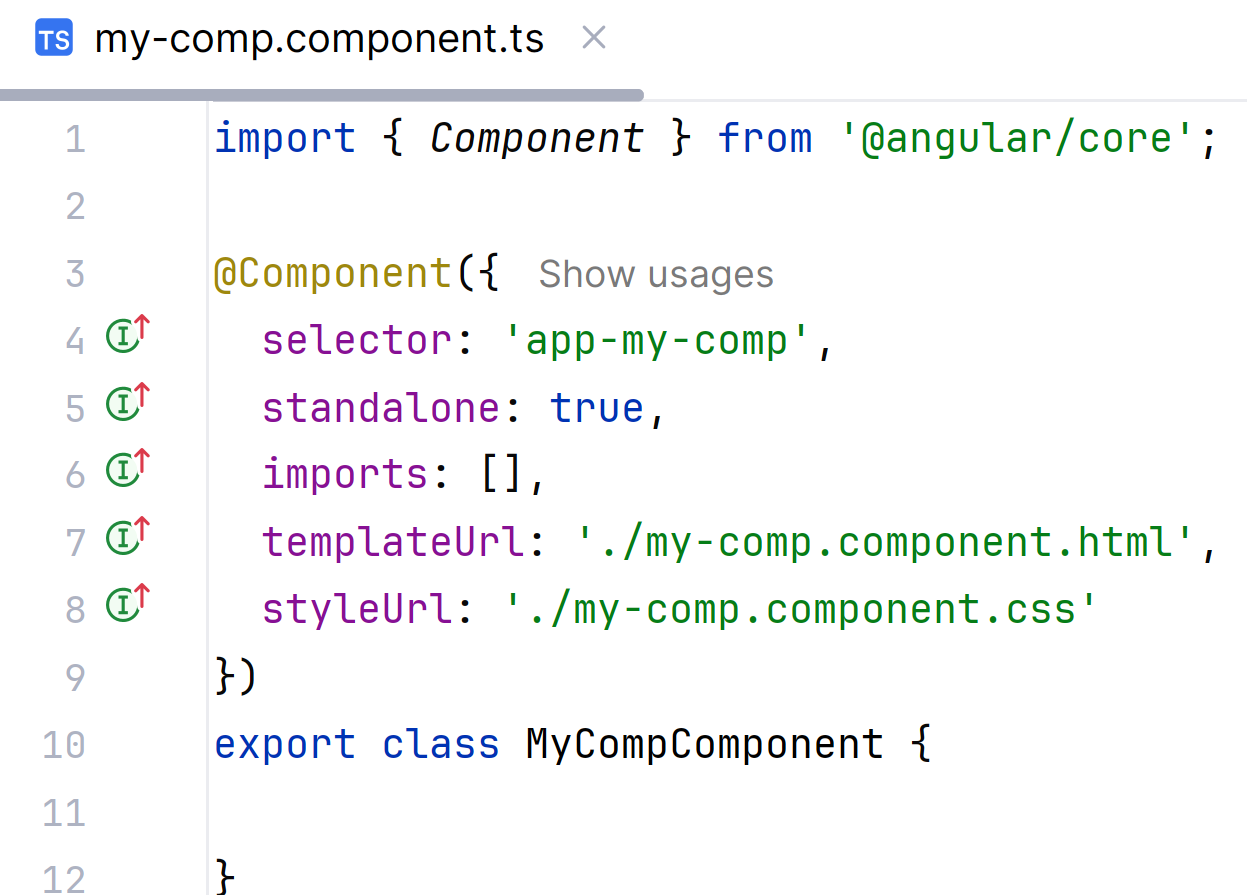 TS my-comp.component.ts
1 import { Component } from '@angular/core';
2
3 @Component({ Show usages
4 selector: 'app-my-comp',
5 standalone: true,
6 imports: [],
7 templateUrl: './my-comp.component.html',
8 styleUrl: './my-comp.component.css'
9 })
10 export class MyCompComponent {
11
12 }